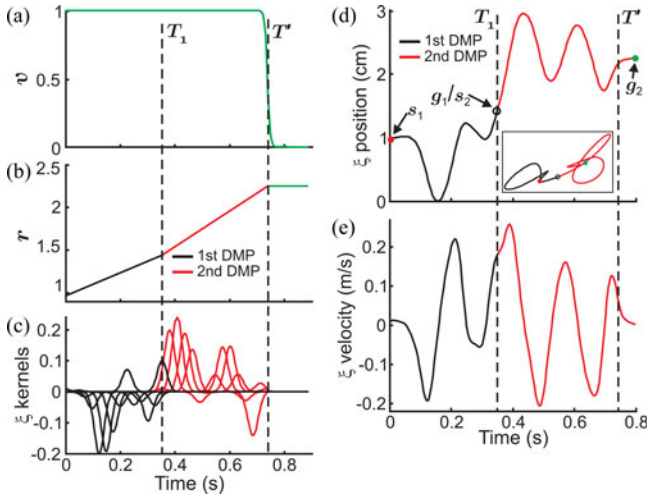 (a)
T₁
T*
v
1
0.5
0
(b)
r
2
1.5
1
1st DMP
2nd DMP
(c)
ξ kernels
0.2
0.1
0
-0.1
-0.2
0
0.2
0.4
0.6
0.8
Time (s)
(d)
T₁
T*
1st DMP
2nd DMP
ξ position (cm)
3
2
1
0
s₁
g₁/s₂
g₂
(e)
ξ velocity (m/s)
0.2
0.1
0
-0.1
-0.2
0
0.2
0.4
0.6
0.8
Time (s)